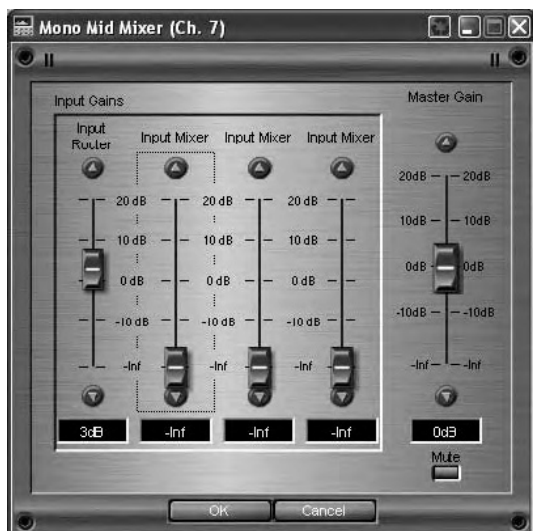 Mono Mid Mixer (Ch. 7)
Input Gains
Master Gain
Input Router
Input Mixer
Input Mixer
Input Mixer
20 dB 20 dB 20 dB
10 dB 10 dB 10 dB
0 dB 0 dB 0 dB
-10 dB -10 dB -10 dB
-Inf -Inf -Inf
20dB 20dB
10dB 10dB
0dB 0dB
-10dB -10dB
-Inf -Inf
3dB -Inf -Inf -Inf 0dB
Mute
OK Cancel